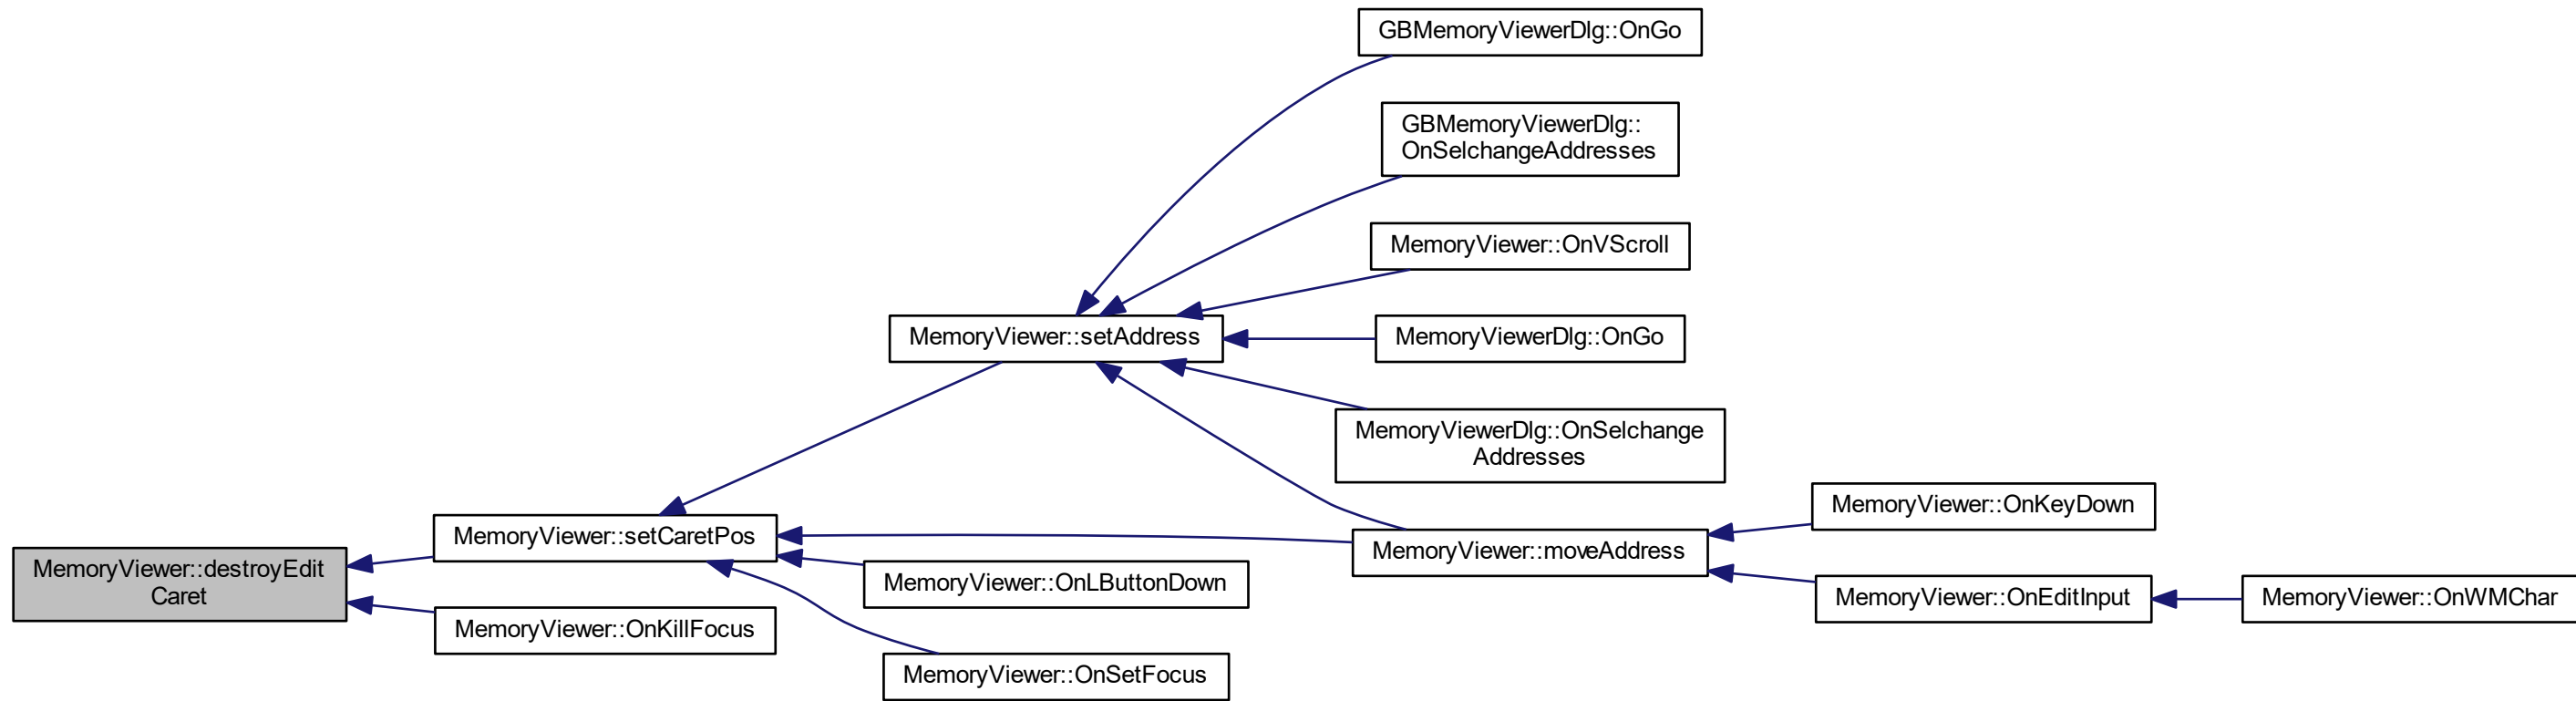 GBMemoryViewerDlg::OnGo
GBMemoryViewerDlg::
OnSelchangeAddresses
MemoryViewer::OnVScroll
MemoryViewer::setAddress
MemoryViewerDlg::OnGo
MemoryViewerDlg::OnSelchange
Addresses
MemoryViewer::OnKeyDown
MemoryViewer::setCaretPos
MemoryViewer::moveAddress
MemoryViewer::destroyEdit
Caret
MemoryViewer::OnLButtonDown
MemoryViewer::OnEditInput
MemoryViewer::OnWMChar
MemoryViewer::OnKillFocus
MemoryViewer::OnSetFocus